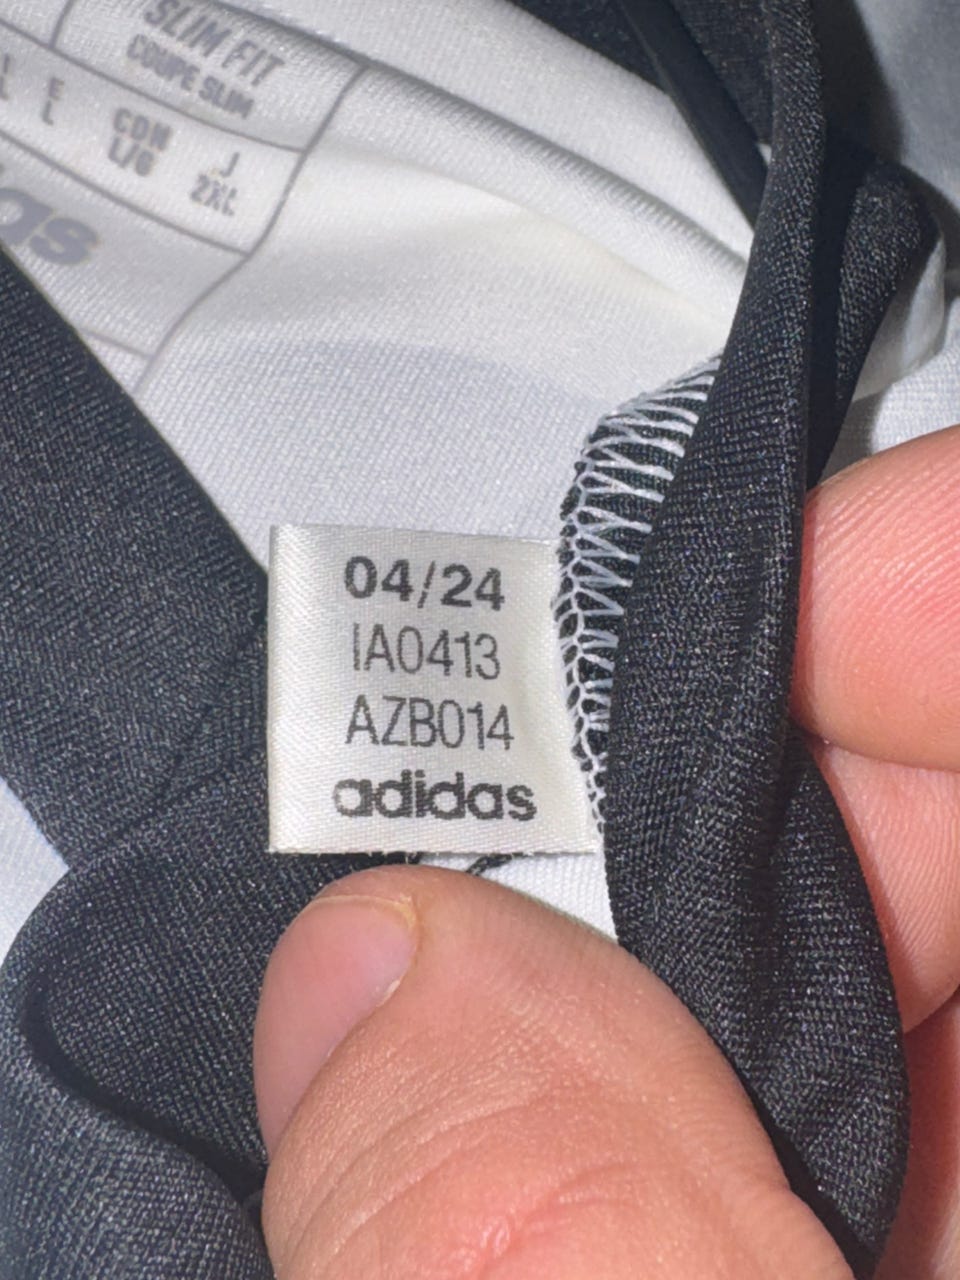 SLIM FIT
COUPE SLIM
E CDN J
L L/G 2XL
04/24
IA0413
AZB014
adidas